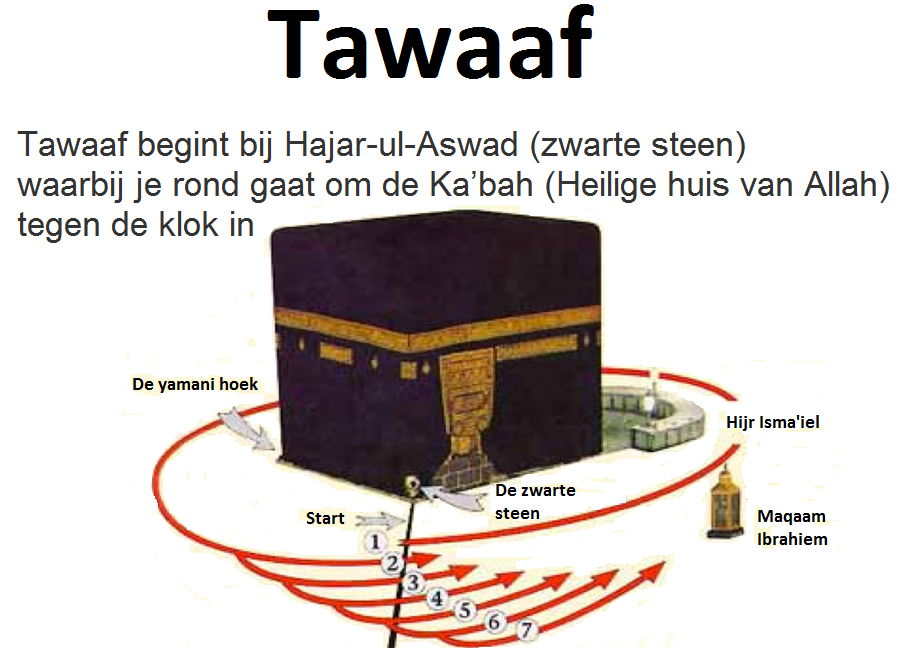 Tawaaf
Tawaaf begint bij Hajar-ul-Aswad (zwarte steen)
waarbij je rond gaat om de Ka’bah (Heilige huis van Allah)
tegen de klok in
De yamani hoek
Hijr Isma'iel
De zwarte
steen
Start
Maqaam
Ibrahiem
1
2
3
4
5
6
7